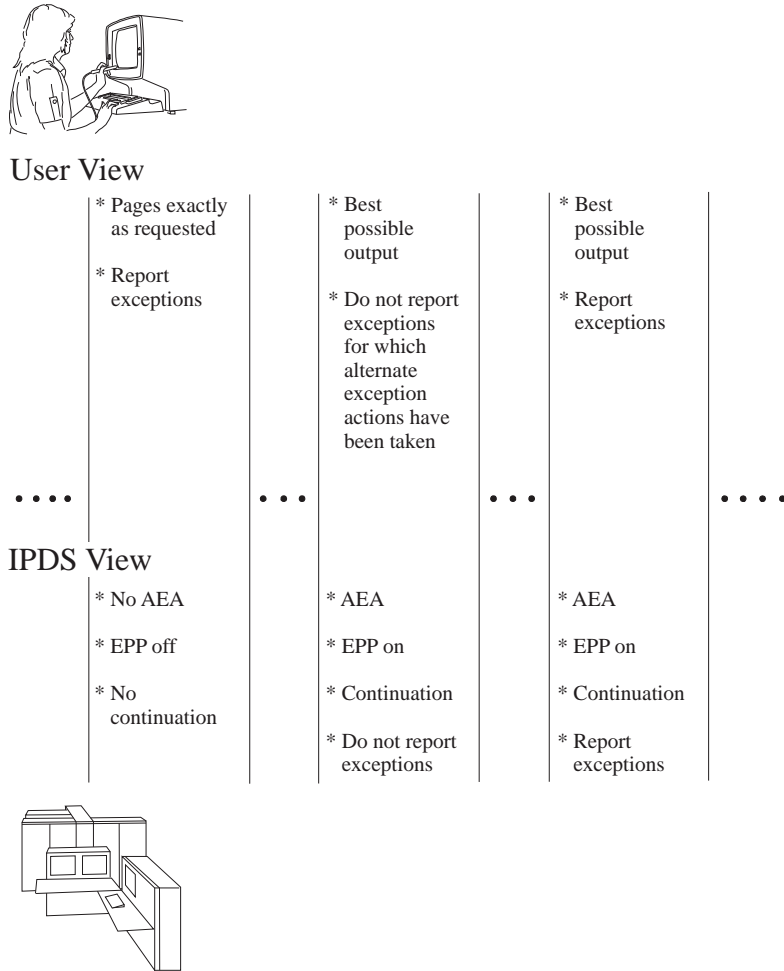 User View
* Pages exactly
as requested
* Report
exceptions
* Best
possible
output
* Do not report
exceptions
for which
alternate
exception
actions have
been taken
* Best
possible
output
* Report
exceptions
IPDS View
* No AEA
* EPP off
* No
continuation
* AEA
* EPP on
* Continuation
* Do not report
exceptions
* AEA
* EPP on
* Continuation
* Report
exceptions